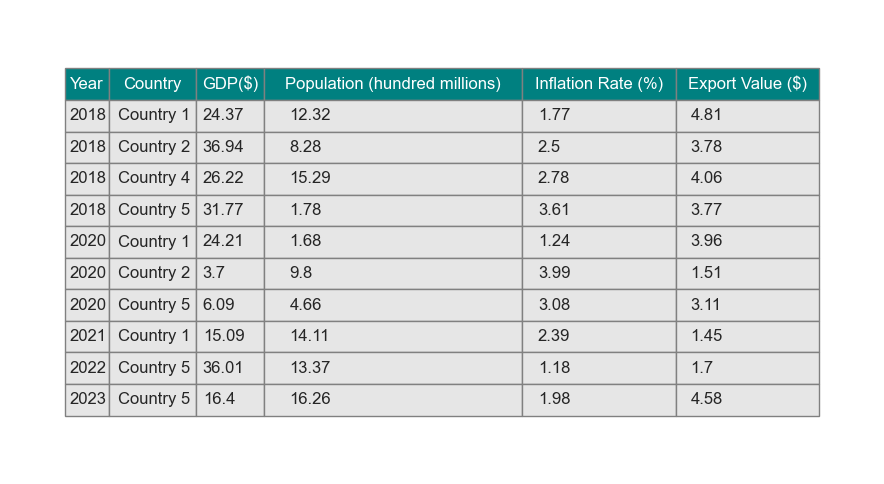 Year Country GDP($) Population (hundred millions) Inflation Rate (%) Export Value ($)
2018 Country 1 24.37 12.32 1.77 4.81
2018 Country 2 36.94 8.28 2.5 3.78
2018 Country 4 26.22 15.29 2.78 4.06
2018 Country 5 31.77 1.78 3.61 3.77
2020 Country 1 24.21 1.68 1.24 3.96
2020 Country 2 3.7 9.8 3.99 1.51
2020 Country 5 6.09 4.66 3.08 3.11
2021 Country 1 15.09 14.11 2.39 1.45
2022 Country 5 36.01 13.37 1.18 1.7
2023 Country 5 16.4 16.26 1.98 4.58